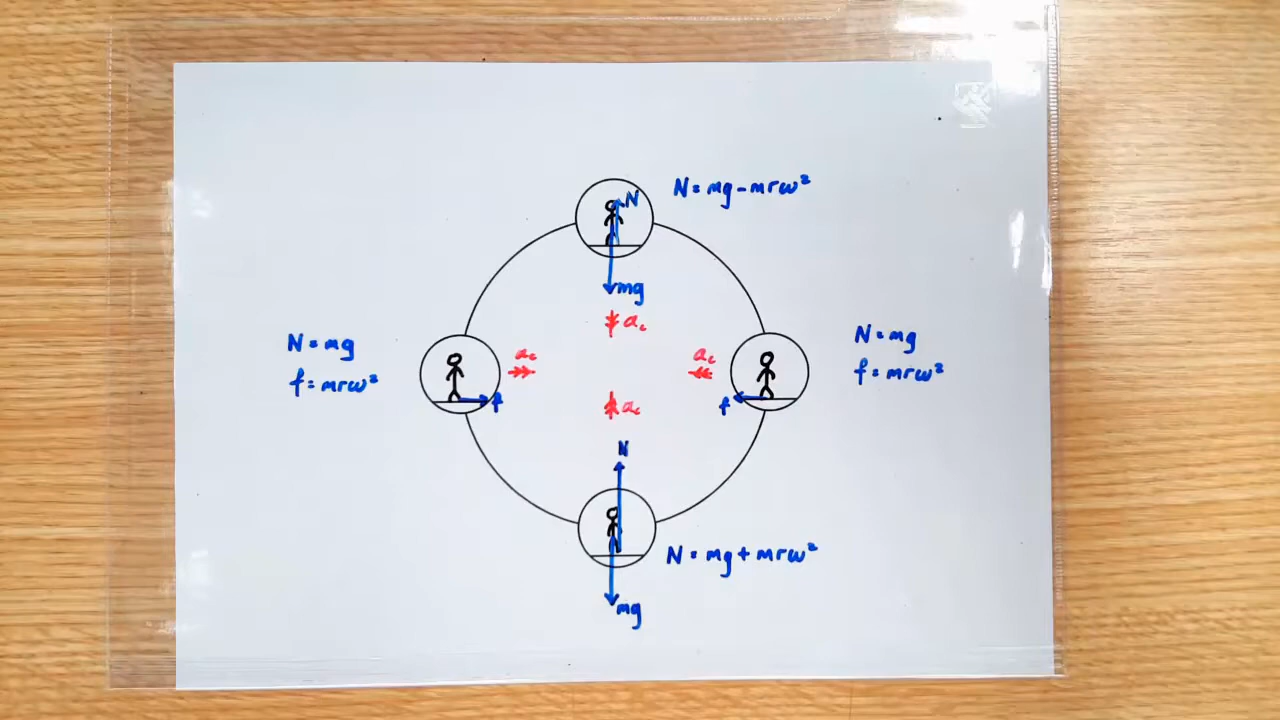 N = mg - mrω²
N
mg
a꜀
N = mg
f = mrω²
a꜀
f
a꜀
f
N = mg
f = mrω²
a꜀
N
N = mg + mrω²
mg